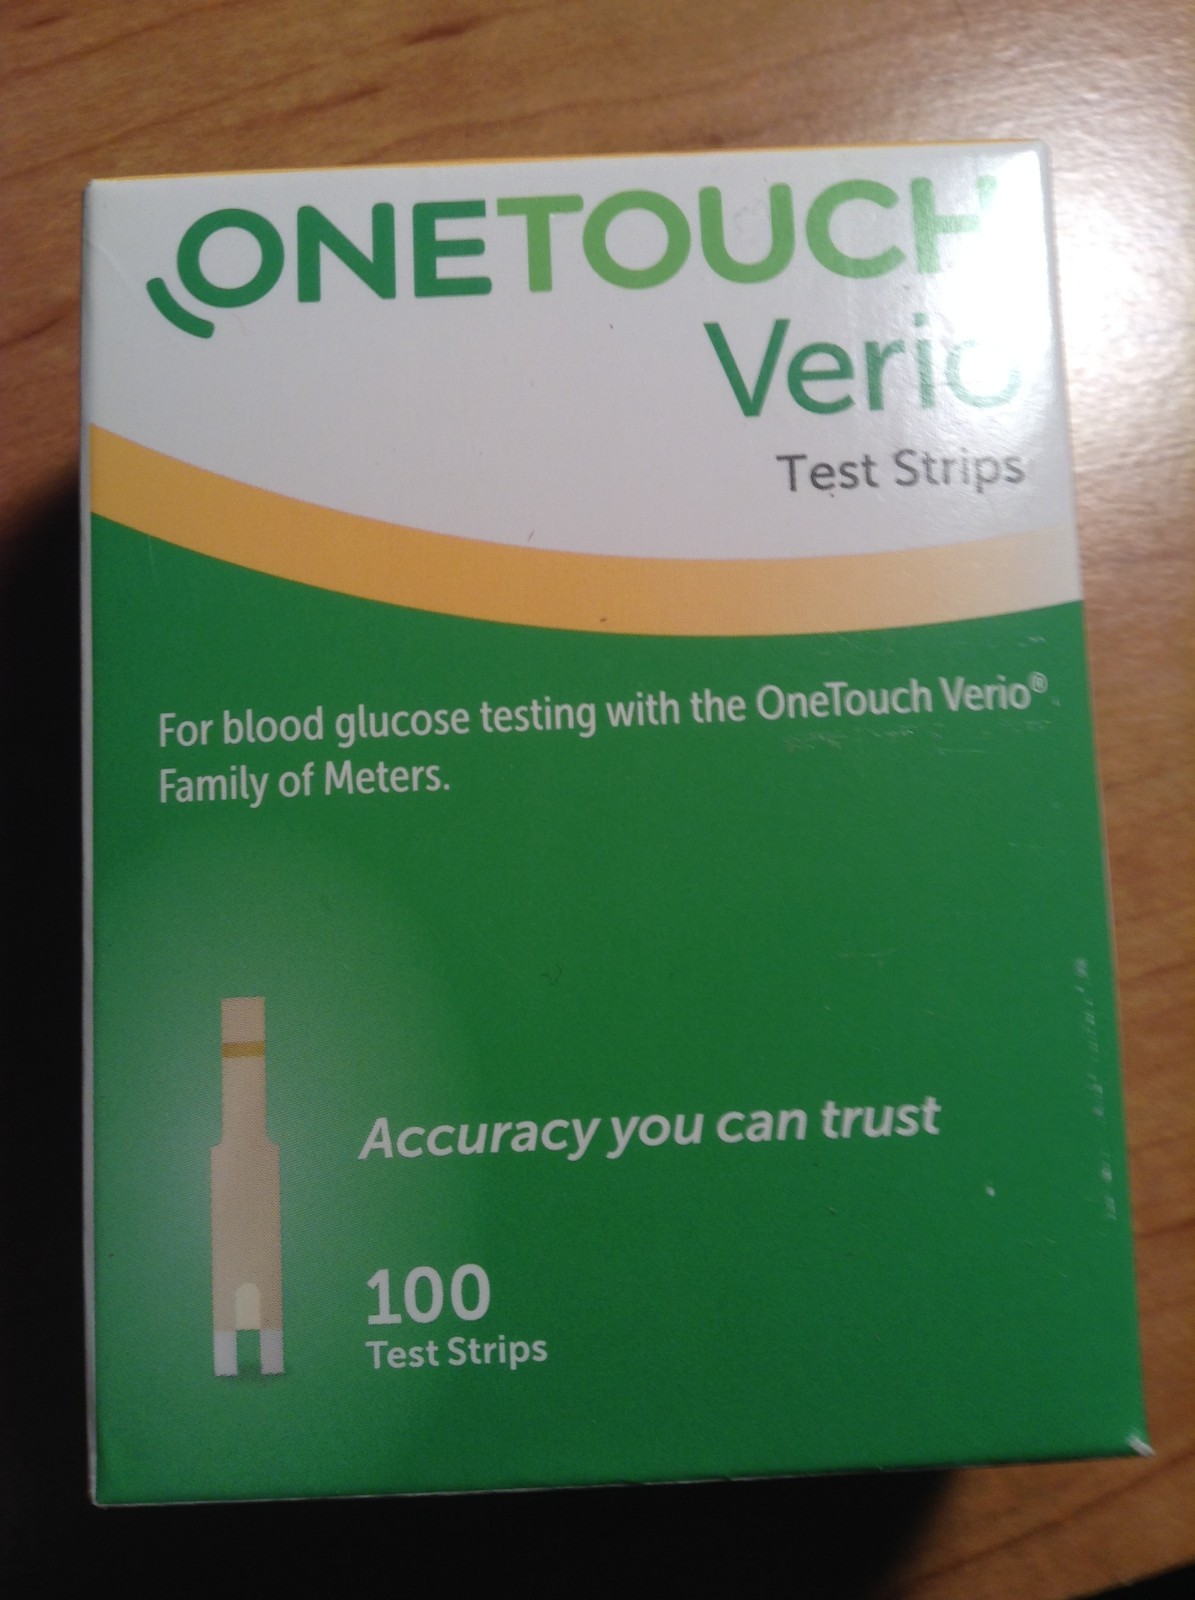 ONETOUCH
Verio
Test Strips
For blood glucose testing with the OneTouch Verio®
Family of Meters.
Accuracy you can trust
100
Test Strips